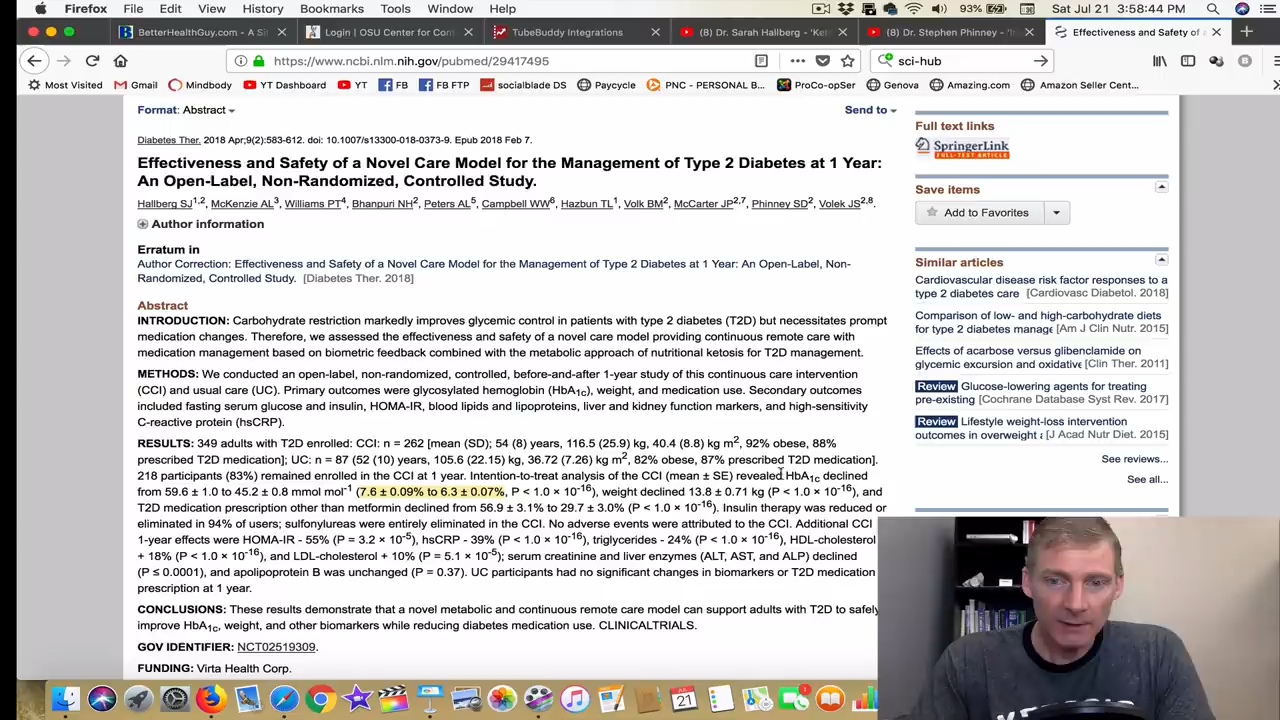 Firefox File Edit View History Bookmarks Tools Window Help 93% Sat Jul 21 3:58:44 PM
BetterHealthGuy.com - A Si Login | OSU Center for Con TubeBuddy Integrations (8) Dr. Sarah Hallberg - 'Ket (8) Dr. Stephen Phinney - 'In Effectiveness and Safety of a
https://www.ncbi.nlm.nih.gov/pubmed/29417495 sci-hub
Most Visited Gmail Mindbody YT Dashboard YT FB FB FTP socialblade DS Paycycle PNC - PERSONAL B... ProCo-opSer Genova Amazing.com Amazon Seller Cent...
Format: Abstract Send to
Diabetes Ther. 2018 Apr;9(2):583-612. doi: 10.1007/s13300-018-0373-9. Epub 2018 Feb 7.
Effectiveness and Safety of a Novel Care Model for the Management of Type 2 Diabetes at 1 Year:
An Open-Label, Non-Randomized, Controlled Study.
Hallberg SJ1,2, McKenzie AL3, Williams PT4, Bhanpuri NH2, Peters AL5, Campbell WW6, Hazbun TL1, Volk BM2, McCarter JP2,7, Phinney SD2, Volek JS2,8.
Author information
Erratum in
Author Correction: Effectiveness and Safety of a Novel Care Model for the Management of Type 2 Diabetes at 1 Year: An Open-Label, Non-
Randomized, Controlled Study. [Diabetes Ther. 2018]
Abstract
INTRODUCTION: Carbohydrate restriction markedly improves glycemic control in patients with type 2 diabetes (T2D) but necessitates prompt
medication changes. Therefore, we assessed the effectiveness and safety of a novel care model providing continuous remote care with
medication management based on biometric feedback combined with the metabolic approach of nutritional ketosis for T2D management.
METHODS: We conducted an open-label, non-randomized, controlled, before-and-after 1-year study of this continuous care intervention
(CCI) and usual care (UC). Primary outcomes were glycosylated hemoglobin (HbA1c), weight, and medication use. Secondary outcomes
included fasting serum glucose and insulin, HOMA-IR, blood lipids and lipoproteins, liver and kidney function markers, and high-sensitivity
C-reactive protein (hsCRP).
RESULTS: 349 adults with T2D enrolled: CCI: n = 262 [mean (SD); 54 (8) years, 116.5 (25.9) kg, 40.4 (8.8) kg m2, 92% obese, 88%
prescribed T2D medication]; UC: n = 87 (52 (10) years, 105.6 (22.15) kg, 36.72 (7.26) kg m2, 82% obese, 87% prescribed T2D medication].
218 participants (83%) remained enrolled in the CCI at 1 year. Intention-to-treat analysis of the CCI (mean ± SE) revealed HbA1c declined
from 59.6 ± 1.0 to 45.2 ± 0.8 mmol mol-1 (7.6 ± 0.09% to 6.3 ± 0.07%, P < 1.0 × 10-16), weight declined 13.8 ± 0.71 kg (P < 1.0 × 10-16), and
T2D medication prescription other than metformin declined from 56.9 ± 3.1% to 29.7 ± 3.0% (P < 1.0 × 10-16). Insulin therapy was reduced or
eliminated in 94% of users; sulfonylureas were entirely eliminated in the CCI. No adverse events were attributed to the CCI. Additional CCI
1-year effects were HOMA-IR - 55% (P = 3.2 × 10-5), hsCRP - 39% (P < 1.0 × 10-16), triglycerides - 24% (P < 1.0 × 10-16), HDL-cholesterol
+ 18% (P < 1.0 × 10-16), and LDL-cholesterol + 10% (P = 5.1 × 10-5); serum creatinine and liver enzymes (ALT, AST, and ALP) declined
(P ≤ 0.0001), and apolipoprotein B was unchanged (P = 0.37). UC participants had no significant changes in biomarkers or T2D medication
prescription at 1 year.
CONCLUSIONS: These results demonstrate that a novel metabolic and continuous remote care model can support adults with T2D to safely
improve HbA1c, weight, and other biomarkers while reducing diabetes medication use. CLINICALTRIALS.
GOV IDENTIFIER: NCT02519309.
FUNDING: Virta Health Corp.
Full text links
SpringerLink
FULL-TEXT ARTICLE
Save items
Add to Favorites
Similar articles
Cardiovascular disease risk factor responses to a
type 2 diabetes care [Cardiovasc Diabetol. 2018]
Comparison of low- and high-carbohydrate diets
for type 2 diabetes manag [Am J Clin Nutr. 2015]
Effects of acarbose versus glibenclamide on
glycemic excursion and oxidative [Clin Ther. 2011]
Review Glucose-lowering agents for treating
pre-existing [Cochrane Database Syst Rev. 2017]
Review Lifestyle weight-loss intervention
outcomes in overweight [J Acad Nutr Diet. 2015]
See reviews...
See all...
JUL
21
1